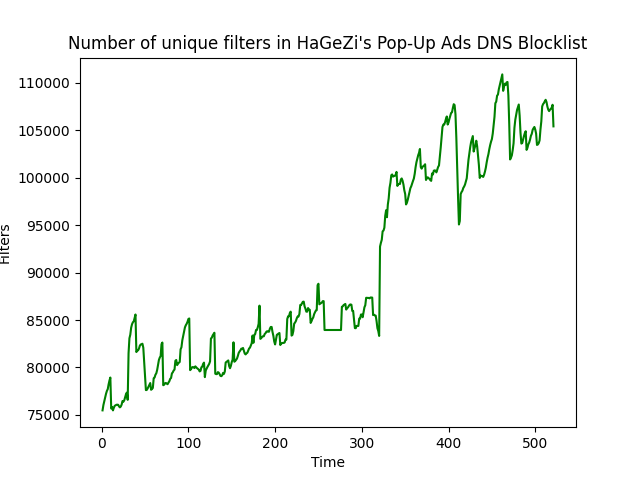 Number of unique filters in HaGeZi's Pop-Up Ads DNS Blocklist
110000
105000
100000
95000
90000
85000
80000
75000
Filters
0 100 200 300 400 500
Time